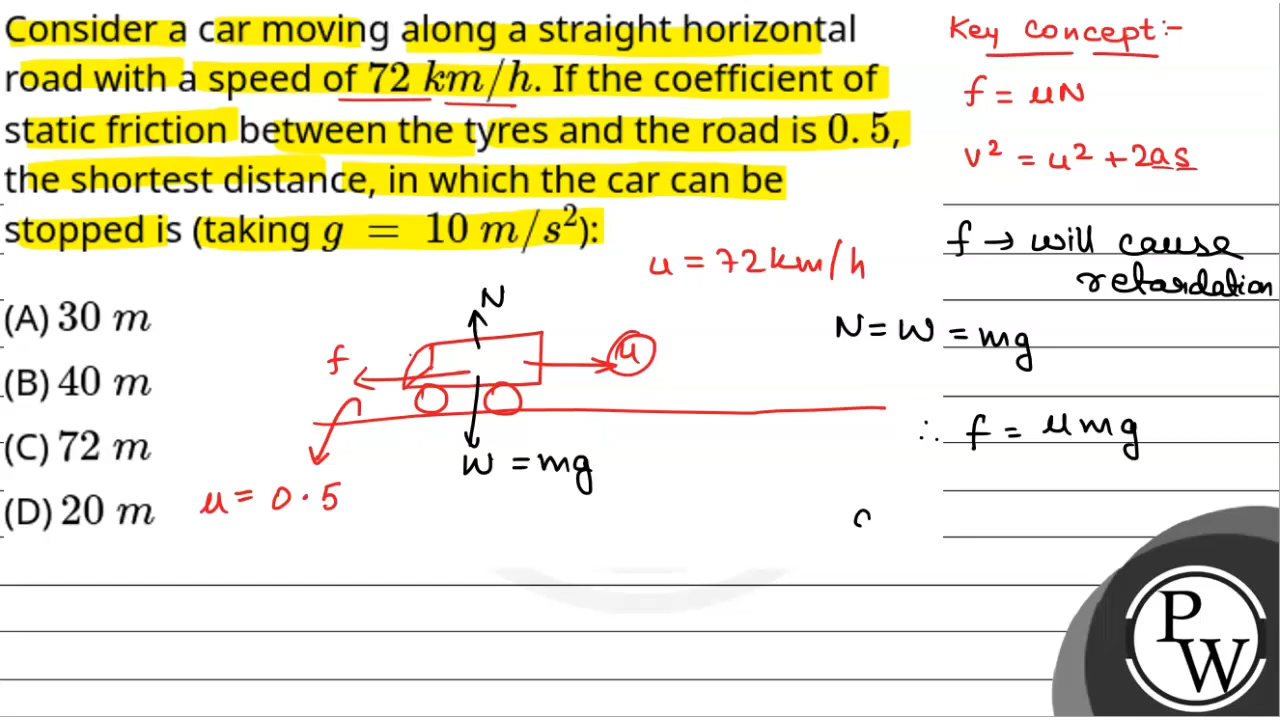 Consider a car moving along a straight horizontal
road with a speed of 72 km/h. If the coefficient of
static friction between the tyres and the road is 0.5,
the shortest distance, in which the car can be
stopped is (taking g = 10 m/s²):
(A) 30 m
(B) 40 m
(C) 72 m
(D) 20 m
u = 72km/h
N
f
u
W = mg
μ = 0.5
Key concept:-
f = μN
v² = u² + 2as
f → will cause
retardation
N = W = mg
∴ f = μmg
PW